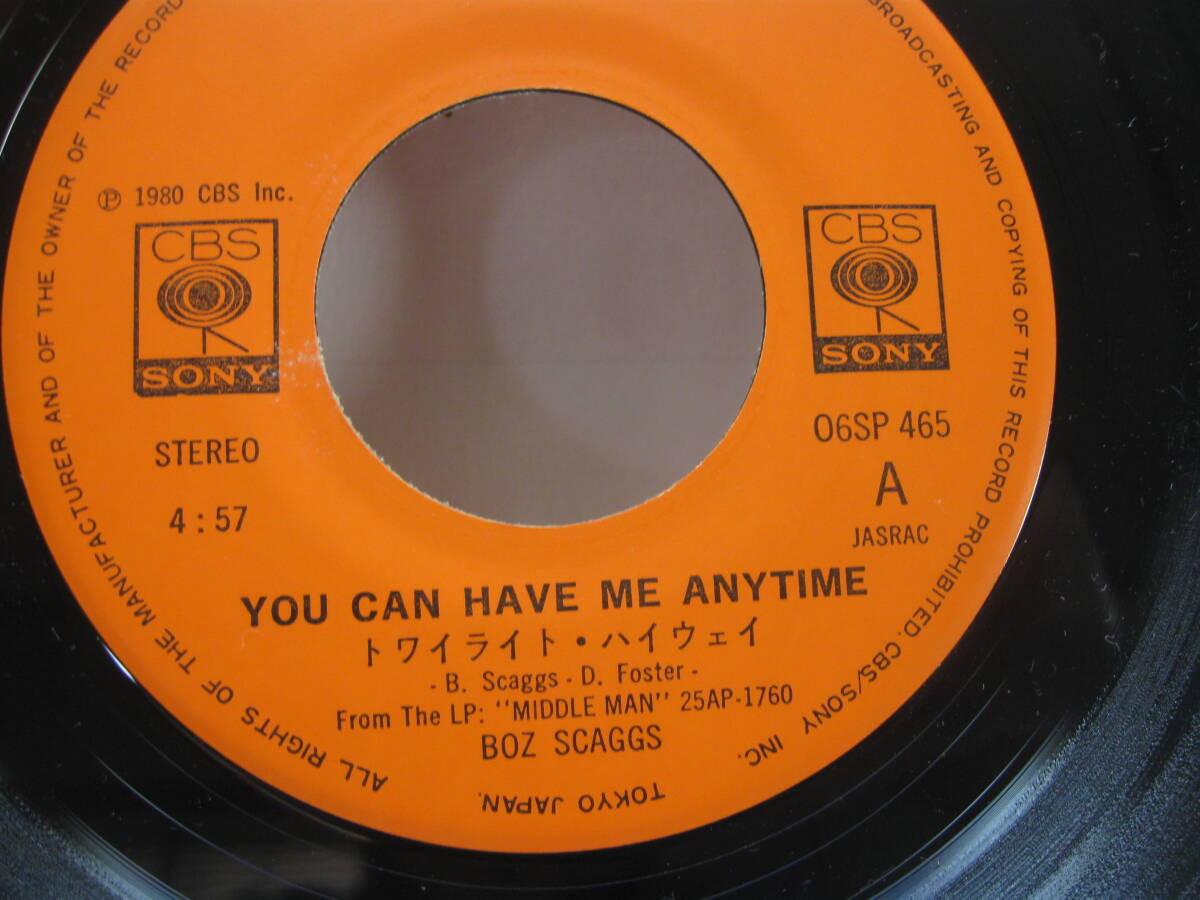 ℗ 1980 CBS Inc.
CBS
SONY
CBS
SONY
STEREO
4:57
06SP 465
A
JASRAC
YOU CAN HAVE ME ANYTIME
トワイライト・ハイウェイ
- B. Scaggs - D. Foster -
From The LP: "MIDDLE MAN" 25AP-1760
BOZ SCAGGS
ALL RIGHTS OF THE MANUFACTURER AND OF THE OWNER OF THE RECORD
BROADCASTING AND COPYING OF THIS RECORD PROHIBITED. CBS/SONY INC.
TOKYO JAPAN.